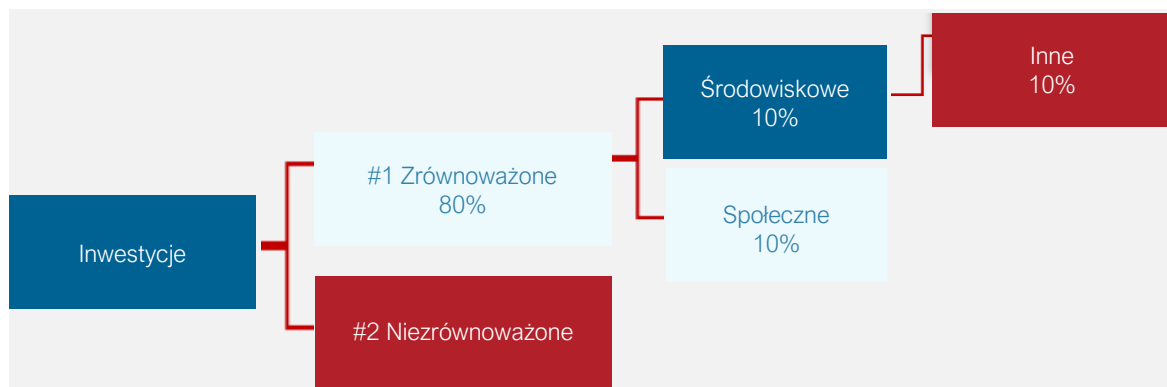 Inwestycje
#1 Zrównoważone
80%
#2 Niezrównoważone
Środowiskowe
10%
Społeczne
10%
Inne
10%